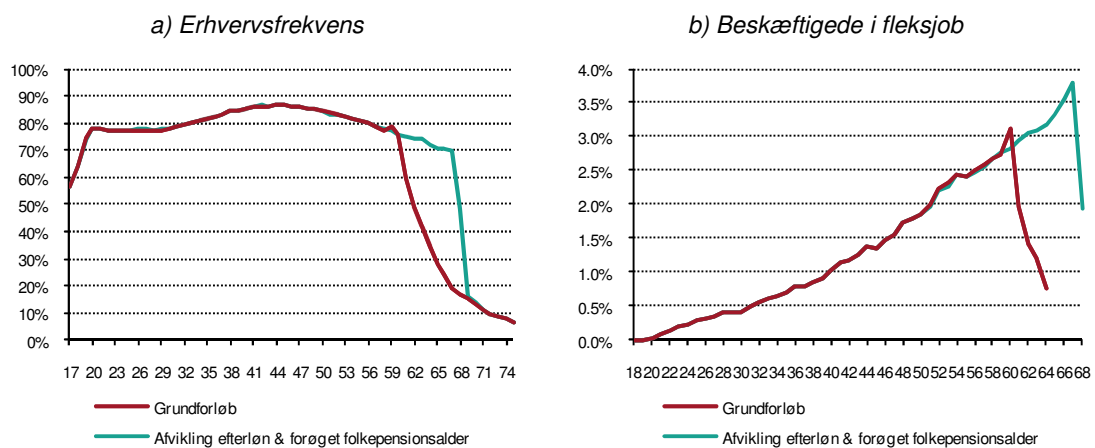 a) Erhvervsfrekvens
100%
90%
80%
70%
60%
50%
40%
30%
20%
10%
0%
17 20 23 26 29 32 35 38 41 44 47 50 53 56 59 62 65 68 71 74
Grundforløb
Afvikling efterløn & forøget folkepensionsalder
b) Beskæftigede i fleksjob
4.0%
3.5%
3.0%
2.5%
2.0%
1.5%
1.0%
0.5%
0.0%
18 20 22 24 26 28 30 32 34 36 38 40 42 44 46 48 50 52 54 56 58 60 62 64 66 68
Grundforløb
Afvikling efterløn & forøget folkepensionsalder